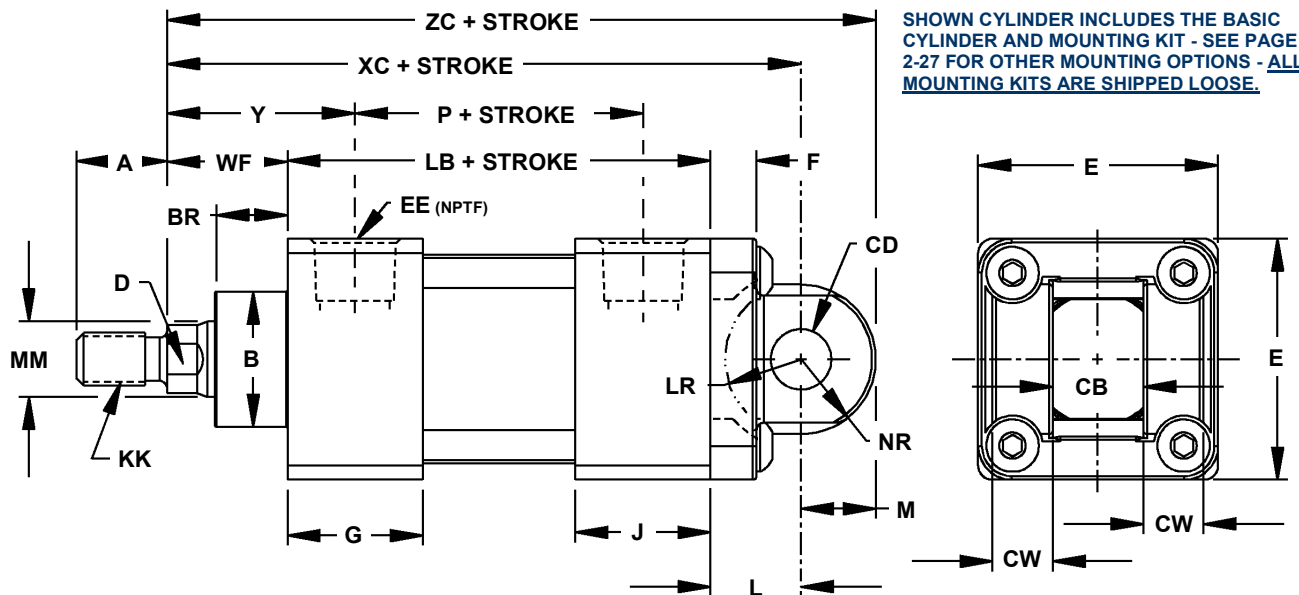 ZC + STROKE
SHOWN CYLINDER INCLUDES THE BASIC
CYLINDER AND MOUNTING KIT - SEE PAGE
2-27 FOR OTHER MOUNTING OPTIONS - ALL
MOUNTING KITS ARE SHIPPED LOOSE.
XC + STROKE
Y
P + STROKE
A
WF
LB + STROKE
F
E
BR
EE (NPTF)
CD
D
MM
B
LR
CB
E
KK
NR
G
J
M
CW
CW
L